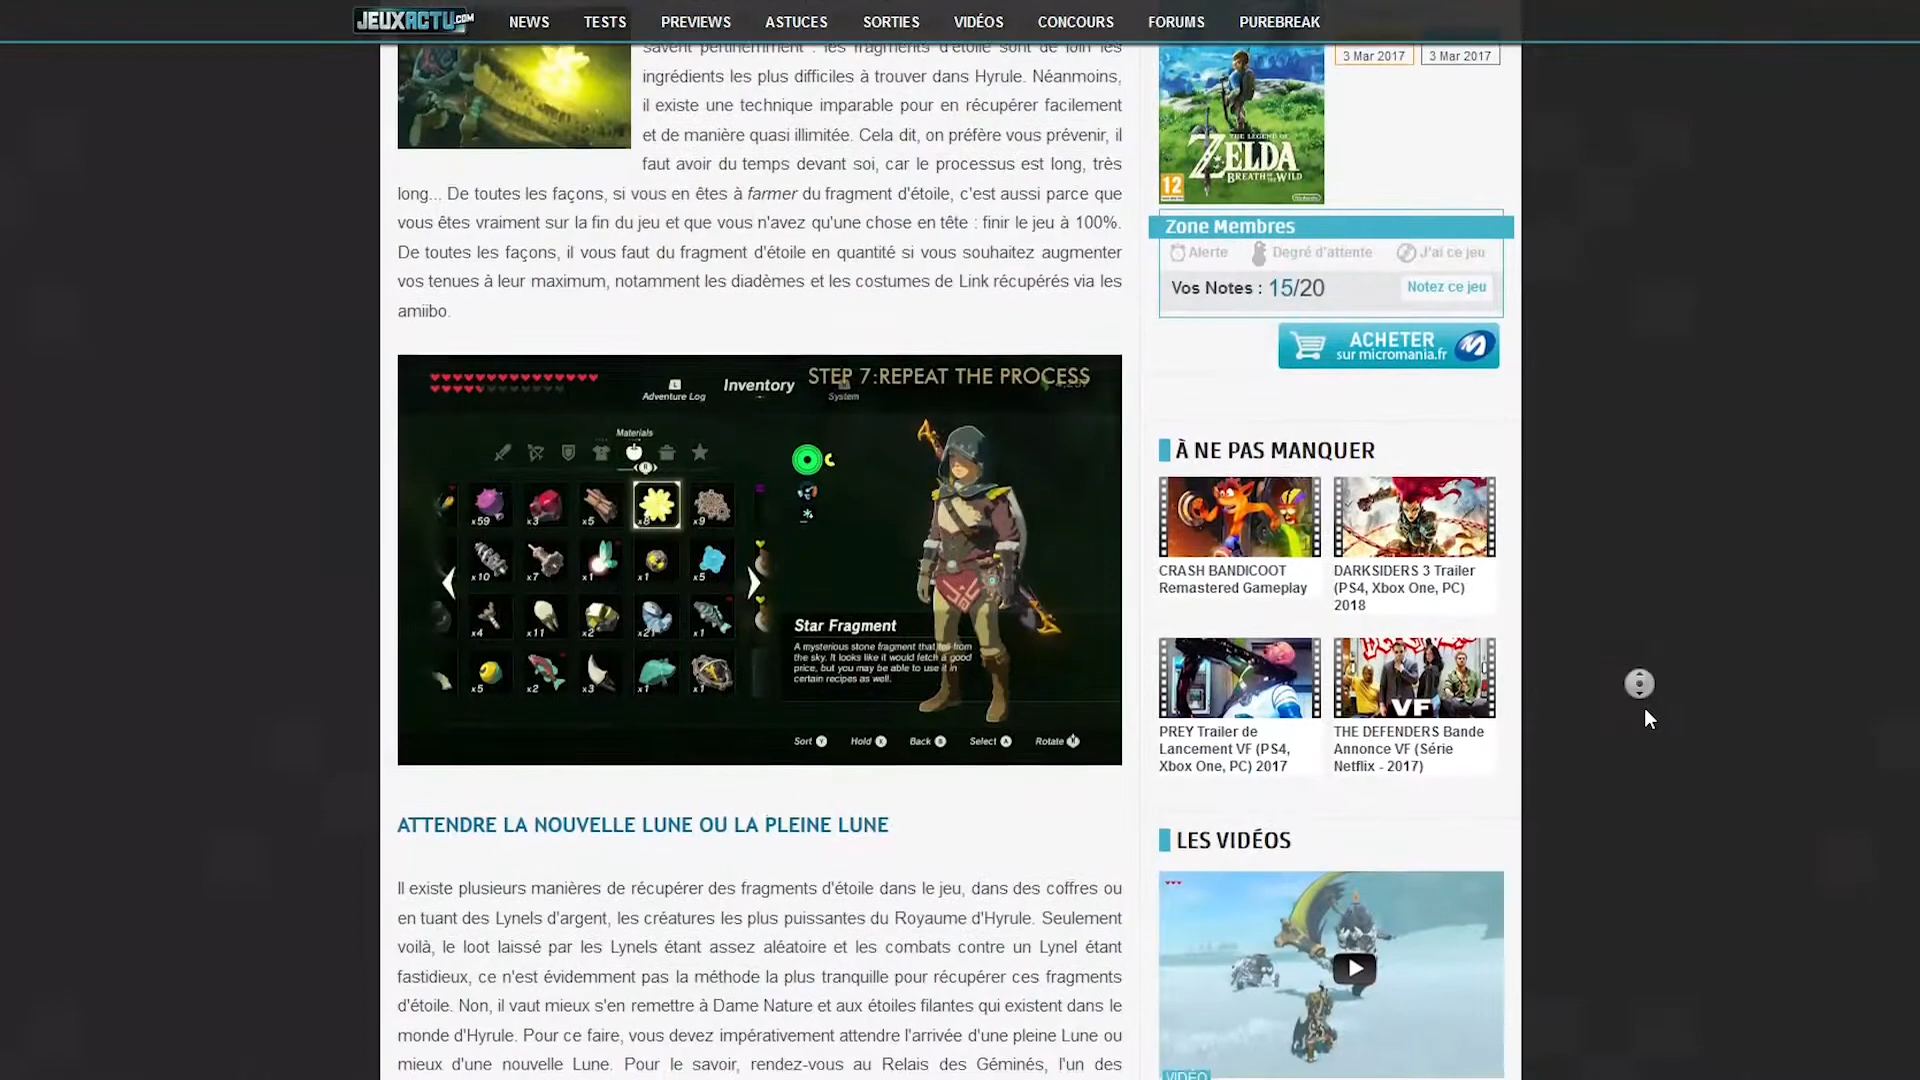 JEUXACTU.COM NEWS TESTS PREVIEWS ASTUCES SORTIES VIDÉOS CONCOURS FORUMS PUREBREAK
savent pertinemment : les fragments d'étoile sont de loin les
ingrédients les plus difficiles à trouver dans Hyrule. Néanmoins,
il existe une technique imparable pour en récupérer facilement
et de manière quasi illimitée. Cela dit, on préfère vous prévenir, il
faut avoir du temps devant soi, car le processus est long, très
long... De toutes les façons, si vous en êtes à farmer du fragment d'étoile, c'est aussi parce que
vous êtes vraiment sur la fin du jeu et que vous n'avez qu'une chose en tête : finir le jeu à 100%.
De toutes les façons, il vous faut du fragment d'étoile en quantité si vous souhaitez augmenter
vos tenues à leur maximum, notamment les diadèmes et les costumes de Link récupérés via les
amiibo.
STEP 7:REPEAT THE PROCESS
L
Adventure Log
Inventory
System
Materials
R
x59 x3 x5 x8 x9
x10 x7 x1 x1 x5
x4 x11 x2 x21 x1
x5 x2 x3 x1 x1
Star Fragment
A mysterious stone fragment that fell from
the sky. It looks like it would fetch a good
price, but you may be able to use it in
certain recipes as well.
Sort Y Hold X Back B Select A Rotate R
ATTENDRE LA NOUVELLE LUNE OU LA PLEINE LUNE
Il existe plusieurs manières de récupérer des fragments d'étoile dans le jeu, dans des coffres ou
en tuant des Lynels d'argent, les créatures les plus puissantes du Royaume d'Hyrule. Seulement
voilà, le loot laissé par les Lynels étant assez aléatoire et les combats contre un Lynel étant
fastidieux, ce n'est évidemment pas la méthode la plus tranquille pour récupérer ces fragments
d'étoile. Non, il vaut mieux s'en remettre à Dame Nature et aux étoiles filantes qui existent dans le
monde d'Hyrule. Pour ce faire, vous devez impérativement attendre l'arrivée d'une pleine Lune ou
mieux d'une nouvelle Lune. Pour le savoir, rendez-vous au Relais des Géminés, l'un des
3 Mar 2017 3 Mar 2017
THE LEGEND OF
ZELDA
BREATH OF THE WILD
12
Nintendo
Zone Membres
Alerte Degré d'attente J'ai ce jeu
Vos Notes : 15/20 Notez ce jeu
ACHETER
sur micromania.fr
À NE PAS MANQUER
CRASH BANDICOOT
Remastered Gameplay
DARKSIDERS 3 Trailer
(PS4, Xbox One, PC)
2018
VF
PREY Trailer de
Lancement VF (PS4,
Xbox One, PC) 2017
THE DEFENDERS Bande
Annonce VF (Série
Netflix - 2017)
LES VIDÉOS
VIDÉO